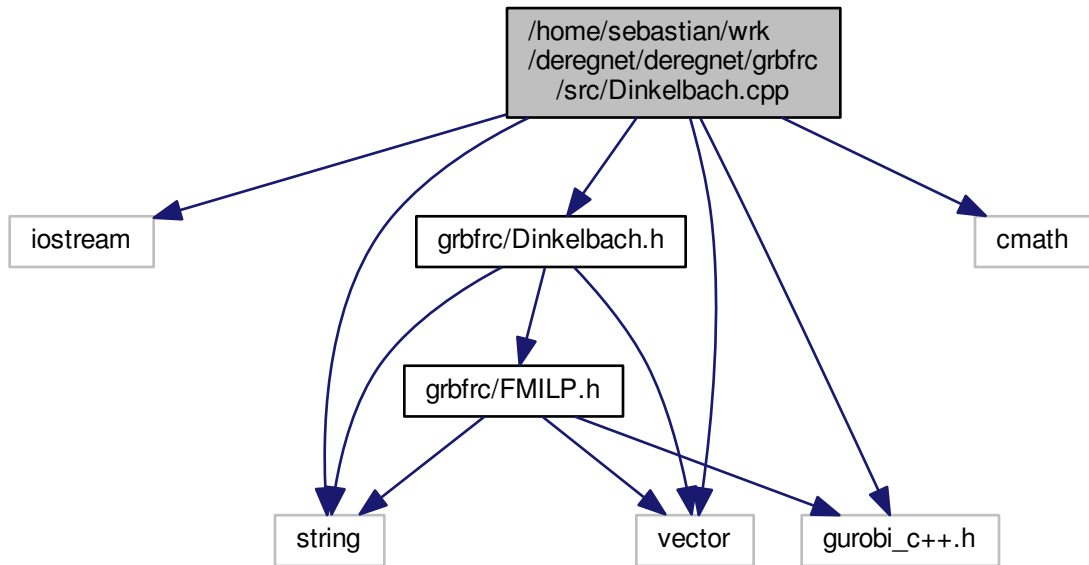 /home/sebastian/wrk
/deregnet/deregnet/grbfrc
/src/Dinkelbach.cpp
iostream
grbfrc/Dinkelbach.h
cmath
grbfrc/FMILP.h
string
vector
gurobi_c++.h